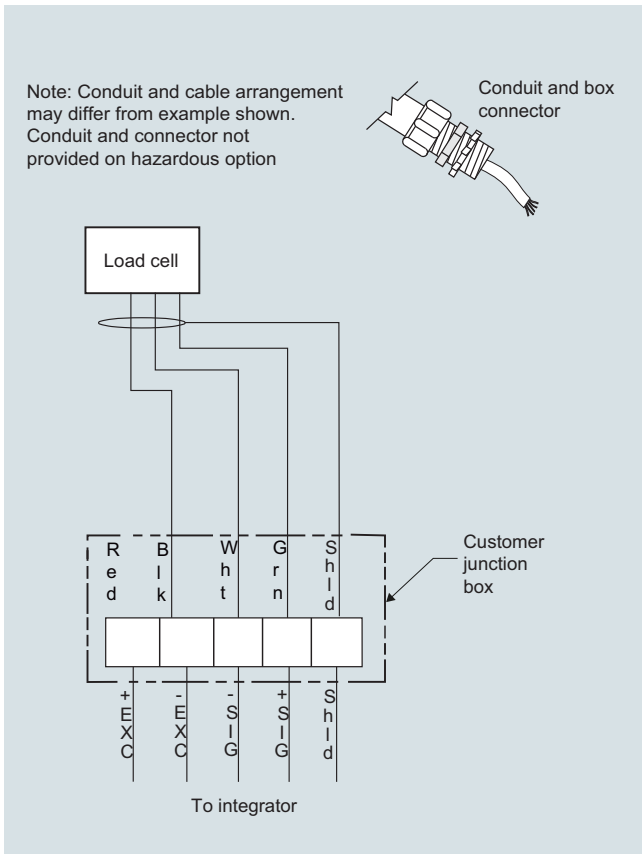 Note: Conduit and cable arrangement
may differ from example shown.
Conduit and connector not
provided on hazardous option
Conduit and box
connector
Load cell
Red
Blk
Wht
Grn
Shld
Customer
junction
box
+EXC
-EXC
-SIG
+SIG
Shld
To integrator